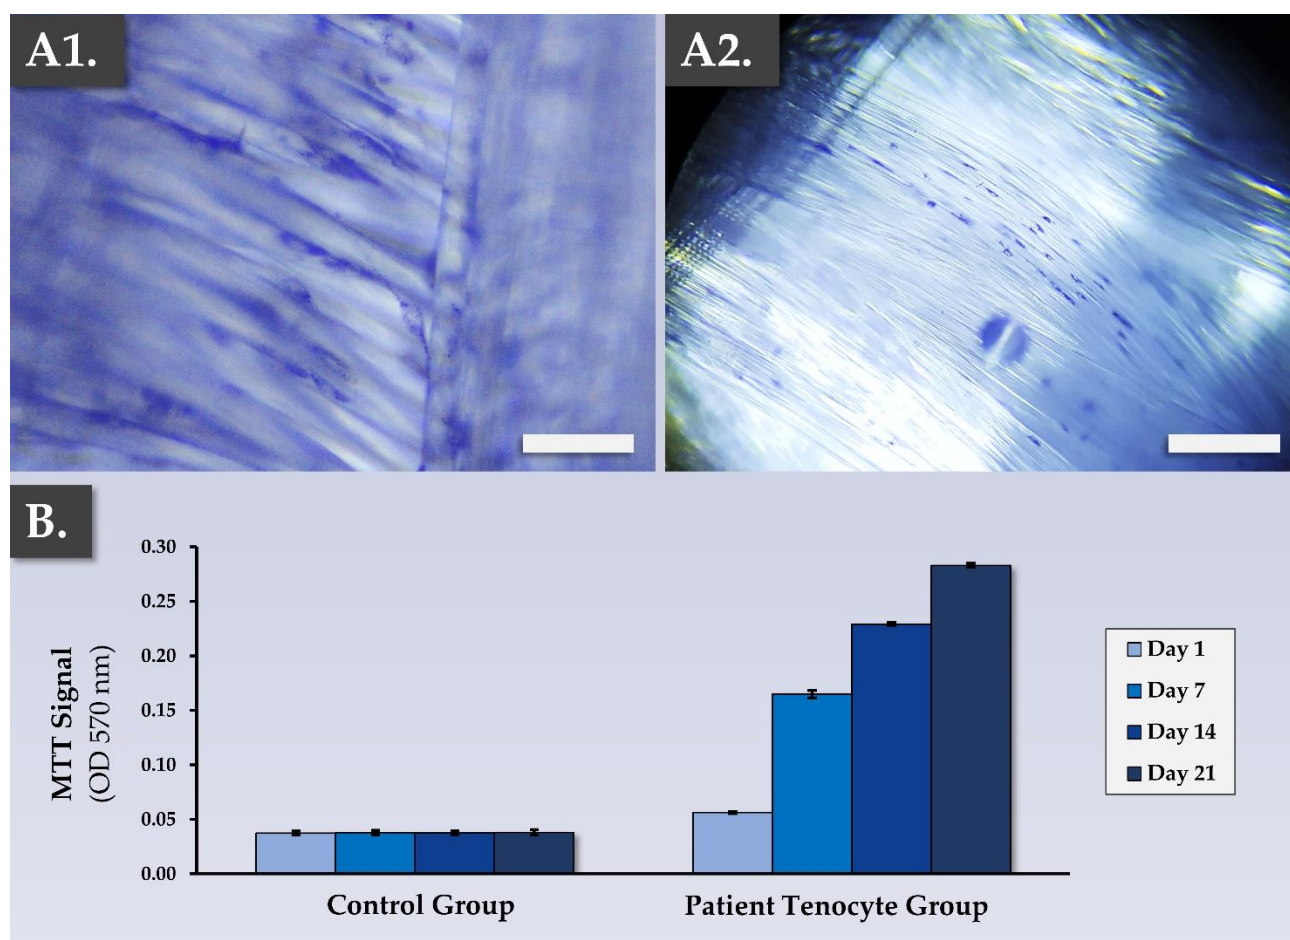 A1.
A2.
B.
0.30
0.25
0.20
0.15
0.10
0.05
0.00
MTT Signal
(OD 570 nm)
Control Group
Patient Tenocyte Group
Day 1
Day 7
Day 14
Day 21